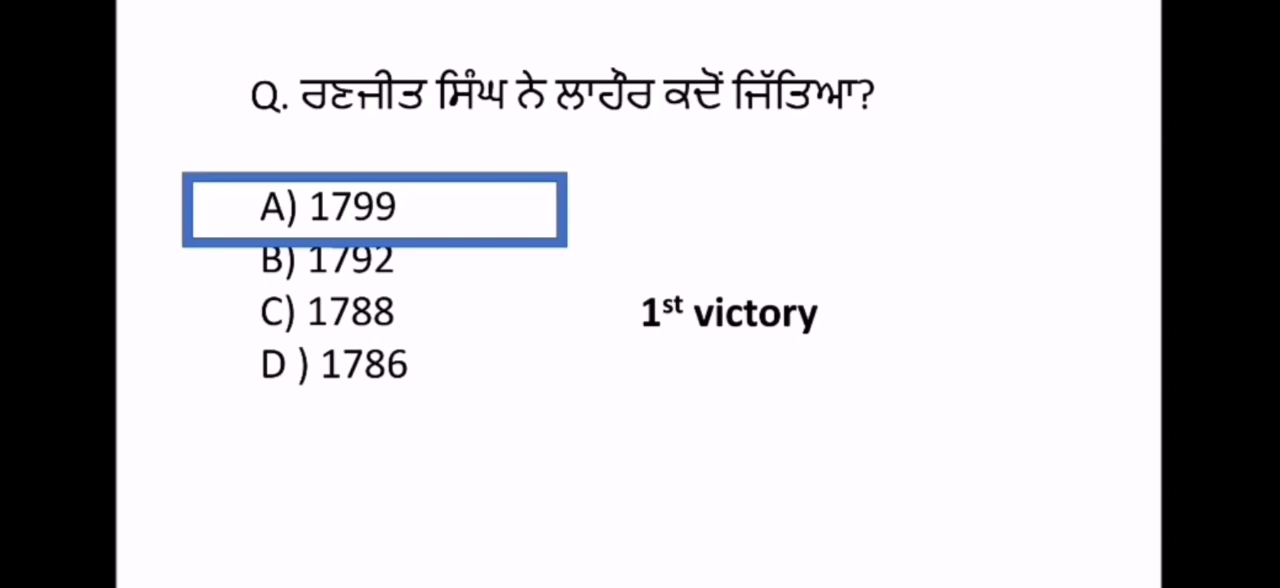 Q. ਰਣਜੀਤ ਸਿੰਘ ਨੇ ਲਾਹੌਰ ਕਦੋਂ ਜਿੱਤਿਆ?
A) 1799
B) 1792
C) 1788
1st victory
D ) 1786